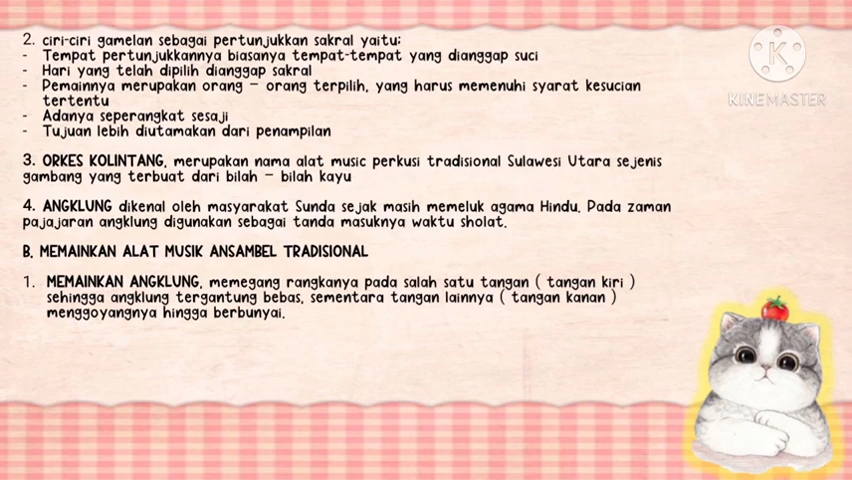 2. ciri-ciri gamelan sebagai pertunjukkan sakral yaitu:
- Tempat pertunjukkannya biasanya tempat-tempat yang dianggap suci
- Hari yang telah dipilih dianggap sakral
- Pemainnya merupakan orang – orang terpilih, yang harus memenuhi syarat kesucian
tertentu
- Adanya seperangkat sesaji
- Tujuan lebih diutamakan dari penampilan
3. ORKES KOLINTANG, merupakan nama alat music perkusi tradisional Sulawesi Utara sejenis
gambang yang terbuat dari bilah – bilah kayu
4. ANGKLUNG dikenal oleh masyarakat Sunda sejak masih memeluk agama Hindu. Pada zaman
pajajaran angklung digunakan sebagai tanda masuknya waktu sholat.
B. MEMAINKAN ALAT MUSIK ANSAMBEL TRADISIONAL
1. MEMAINKAN ANGKLUNG, memegang rangkanya pada salah satu tangan ( tangan kiri )
sehingga angklung tergantung bebas, sementara tangan lainnya ( tangan kanan )
menggoyangnya hingga berbunyai.
K
KINEMASTER